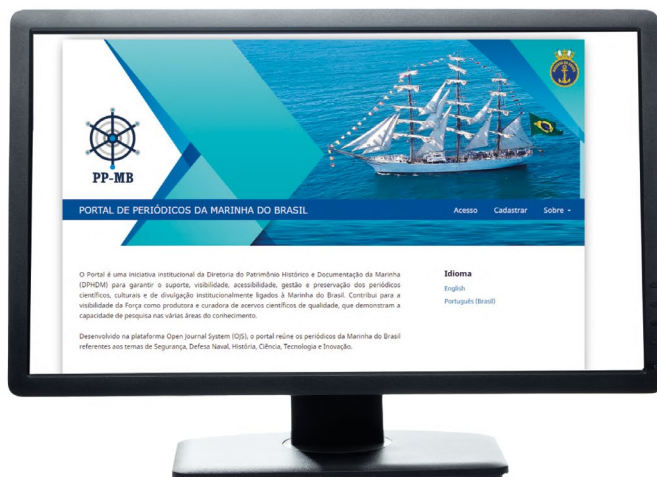 PP-MB
PORTAL DE PERIÓDICOS DA MARINHA DO BRASIL
Acesso Cadastrar Sobre
O Portal é uma iniciativa institucional da Diretoria do Patrimônio Histórico e Documentação da Marinha
(DPHDM) para garantir o suporte, visibilidade, acessibilidade, gestão e preservação dos periódicos
científicos, culturais e de divulgação institucionalmente ligados à Marinha do Brasil. Contribui para a
visibilidade da Força como produtora e curadora de acervos científicos de qualidade, que demonstram a
capacidade de pesquisa nas várias áreas do conhecimento.
Desenvolvido na plataforma Open Journal System (OJS), o portal reúne os periódicos da Marinha do Brasil
referentes aos temas de Segurança, Defesa Naval, História, Ciência, Tecnologia e Inovação.
Idioma
English
Português (Brasil)